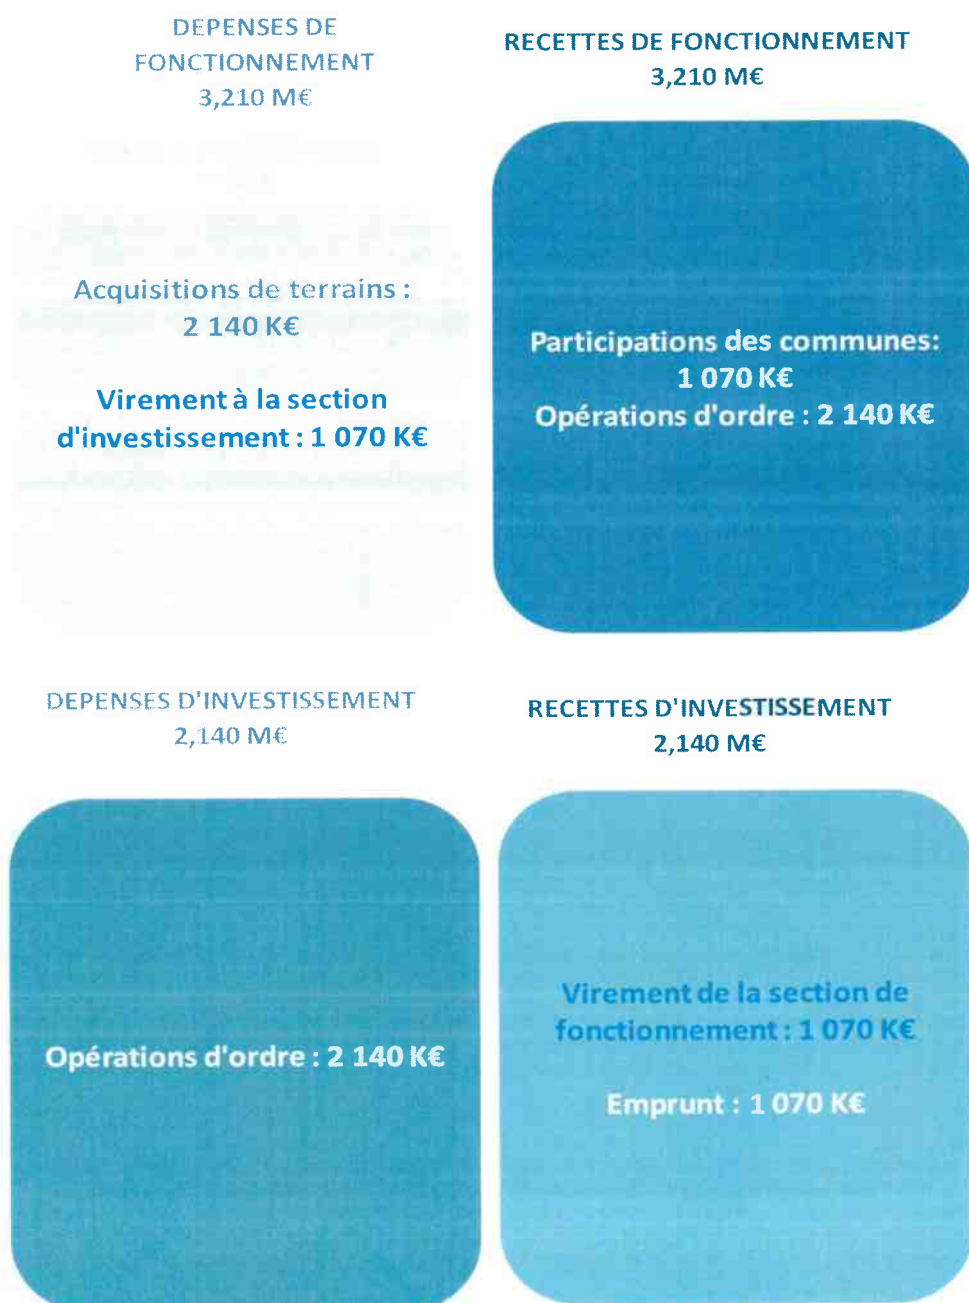 DEPENSES DE
FONCTIONNEMENT
3,210 M€
Acquisitions de terrains :
2 140 K€
Virement à la section
d'investissement : 1 070 K€
RECETTES DE FONCTIONNEMENT
3,210 M€
Participations des communes:
1 070 K€
Opérations d'ordre : 2 140 K€
DEPENSES D'INVESTISSEMENT
2,140 M€
Opérations d'ordre : 2 140 K€
RECETTES D'INVESTISSEMENT
2,140 M€
Virement de la section de
fonctionnement : 1 070 K€
Emprunt : 1 070 K€